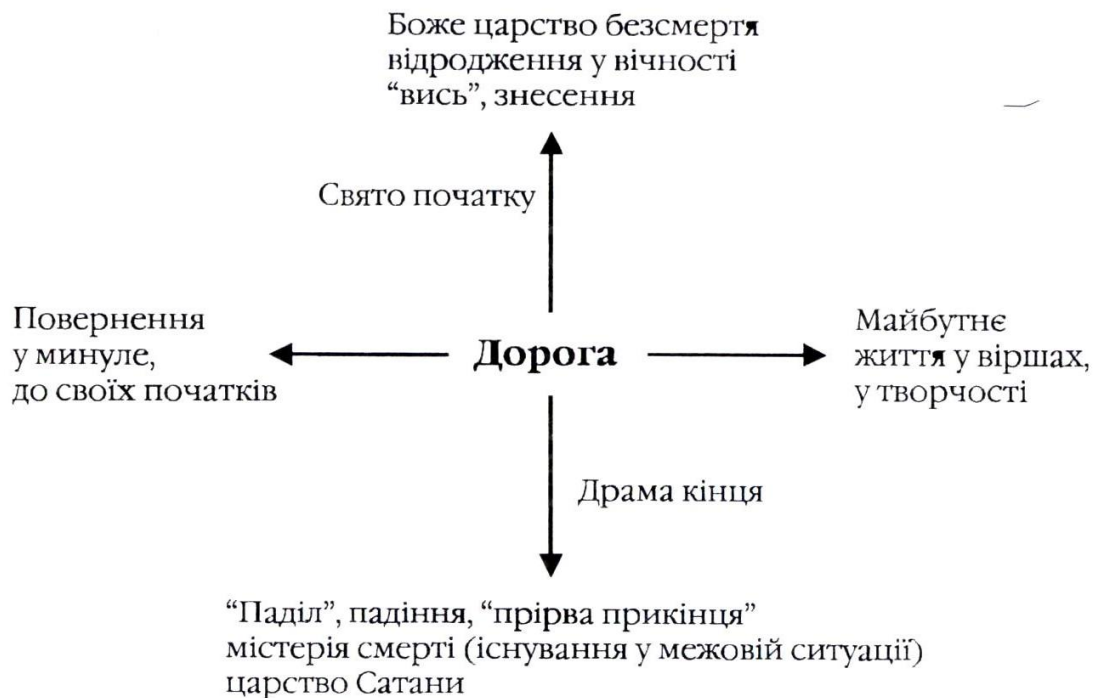 Боже царство безсмертя
відродження у вічності
“вись”, знесення
Свято початку
Повернення
у минуле,
до своїх початків
Дорога
Майбутнє
життя у віршах,
у творчості
Драма кінця
“Паділ”, падіння, “прірва прикінця”
містерія смерті (існування у межовій ситуації)
царство Сатани